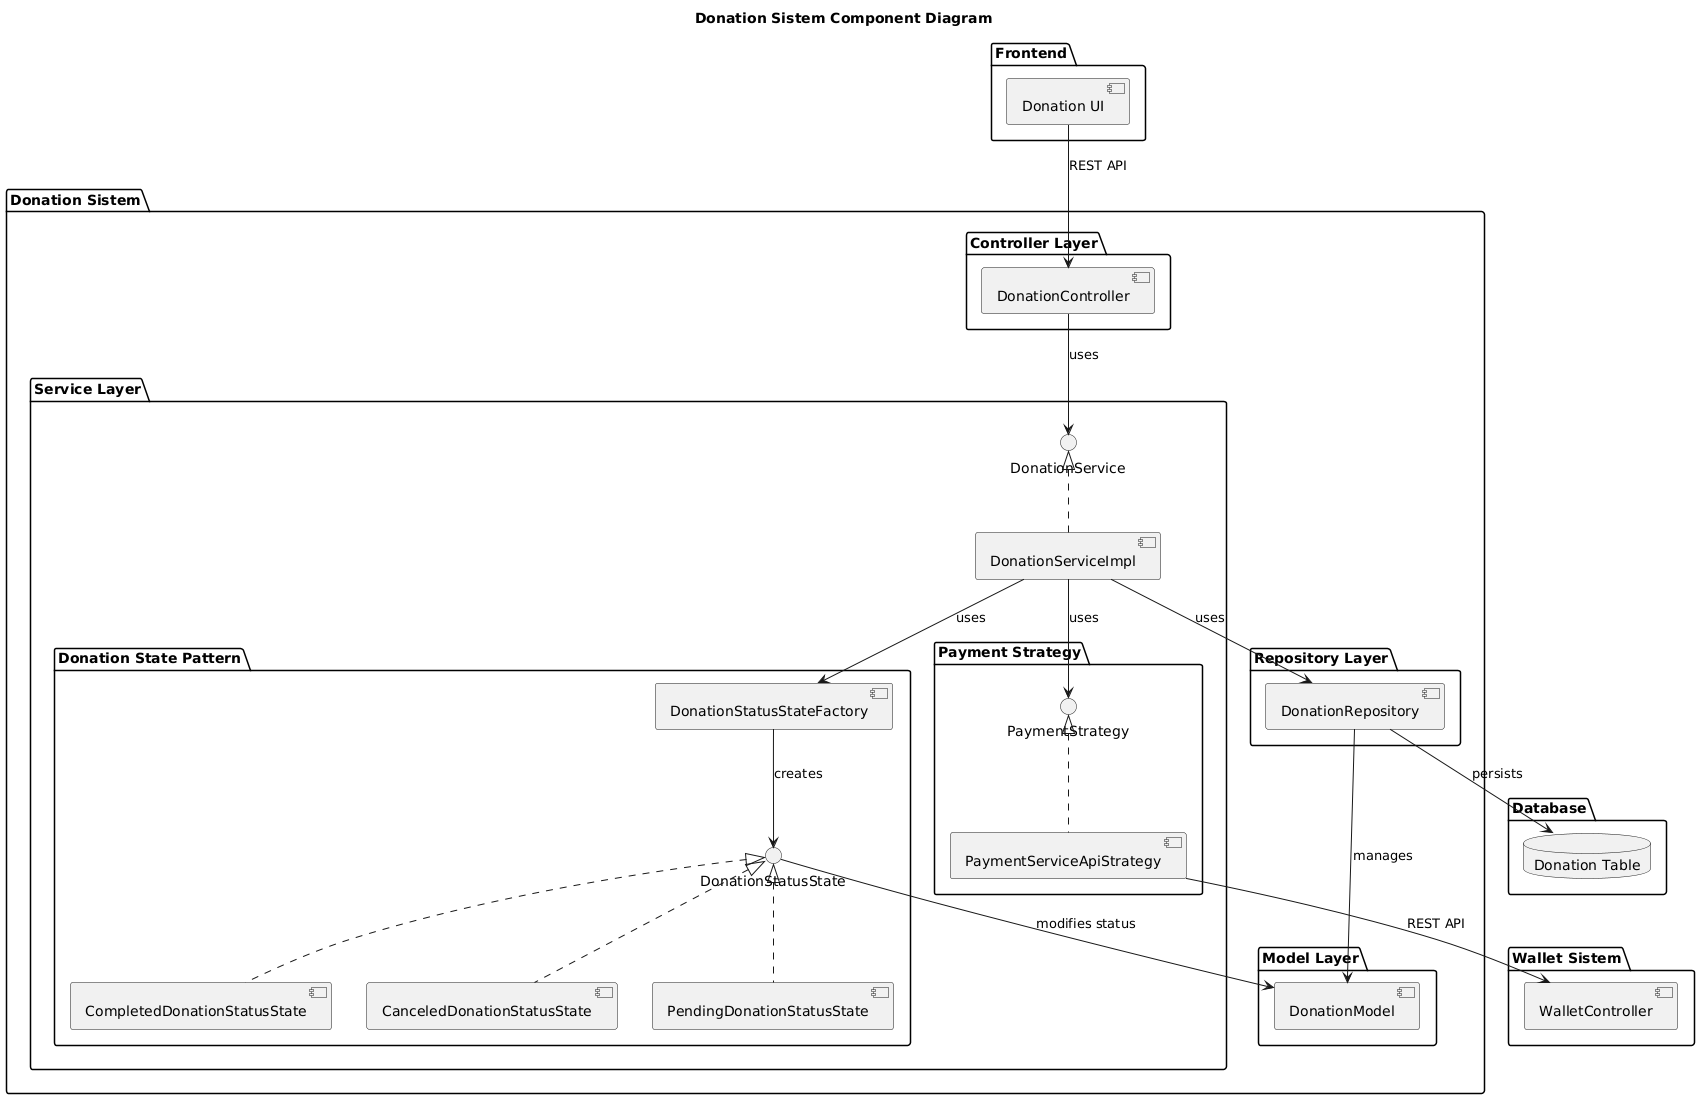 Donation Sistem Component Diagram
Frontend
Donation UI
REST API
Donation Sistem
Controller Layer
DonationController
uses
Service Layer
DonationService
DonationServiceImpl
uses
uses
uses
Donation State Pattern
Payment Strategy
Repository Layer
DonationStatusStateFactory
PaymentStrategy
DonationRepository
creates
persists
Database
Donation Table
PaymentServiceApiStrategy
manages
DonationStatusState
modifies status
REST API
Model Layer
Wallet Sistem
CompletedDonationStatusState
CanceledDonationStatusState
PendingDonationStatusState
DonationModel
WalletController